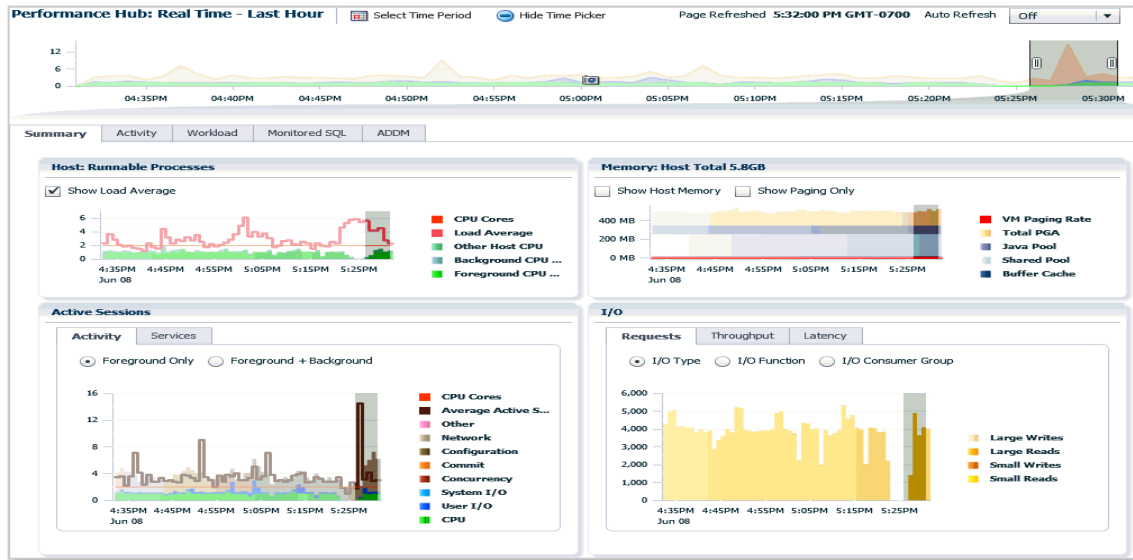 Performance Hub: Real Time - Last Hour Select Time Period Hide Time Picker Page Refreshed 5:32:00 PM GMT-0700 Auto Refresh Off
12
6
0
04:35PM 04:40PM 04:45PM 04:50PM 04:55PM 05:00PM 05:05PM 05:10PM 05:15PM 05:20PM 05:25PM 05:30PM
Summary Activity Workload Monitored SQL ADDM
Host: Runnable Processes
Show Load Average
6
4
2
0
4:35PM 4:45PM 4:55PM 5:05PM 5:15PM 5:25PM
Jun 08
CPU Cores
Load Average
Other Host CPU
Background CPU ...
Foreground CPU ...
Memory: Host Total 5.8GB
Show Host Memory Show Paging Only
400 MB
200 MB
0 MB
4:35PM 4:45PM 4:55PM 5:05PM 5:15PM 5:25PM
Jun 08
VM Paging Rate
Total PGA
Java Pool
Shared Pool
Buffer Cache
Active Sessions
Activity Services
Foreground Only Foreground + Background
16
12
8
4
0
4:35PM 4:45PM 4:55PM 5:05PM 5:15PM 5:25PM
Jun 08
CPU Cores
Average Active S...
Other
Network
Configuration
Commit
Concurrency
System I/O
User I/O
CPU
I/O
Requests Throughput Latency
I/O Type I/O Function I/O Consumer Group
6,000
5,000
4,000
3,000
2,000
1,000
0
4:35PM 4:45PM 4:55PM 5:05PM 5:15PM 5:25PM
Jun 08
Large Writes
Large Reads
Small Writes
Small Reads